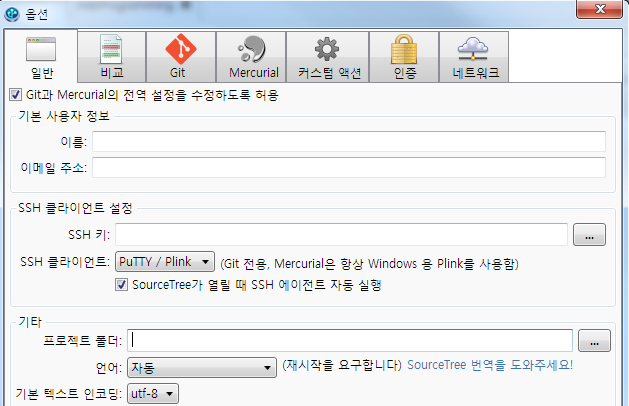 옵션
일반 비교 Git Mercurial 커스텀 액션 인증 네트워크
Git과 Mercurial의 전역 설정을 수정하도록 허용
기본 사용자 정보
이름:
이메일 주소:
SSH 클라이언트 설정
SSH 키: ...
SSH 클라이언트: PuTTY / Plink (Git 전용, Mercurial은 항상 Windows 용 Plink를 사용함)
SourceTree가 열릴 때 SSH 에이전트 자동 실행
기타
프로젝트 폴더: ...
언어: 자동 (재시작을 요구합니다) SourceTree 번역을 도와주세요!
기본 텍스트 인코딩: utf-8